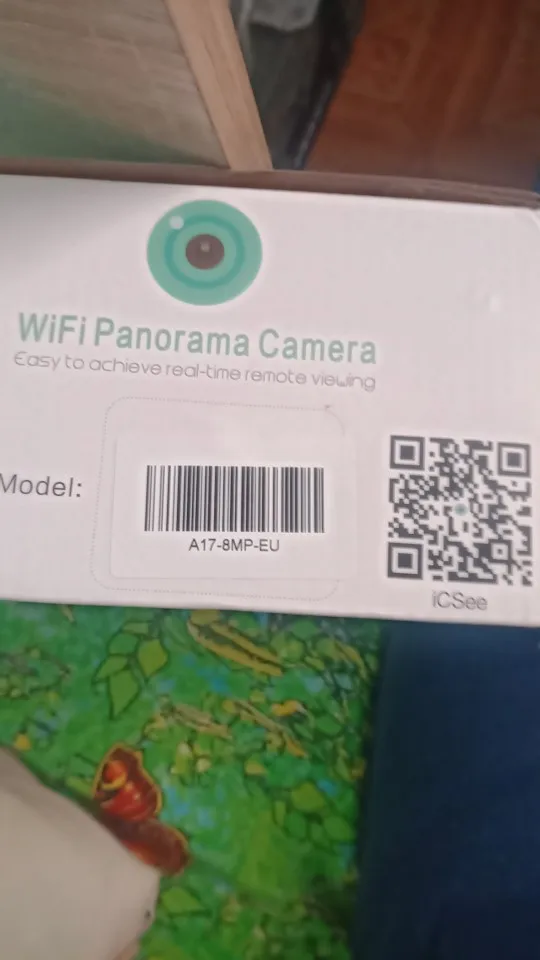 WiFi Panorama Camera
Easy to achieve real-time remote viewing
Model:
A17-8MP-EU
iCSee